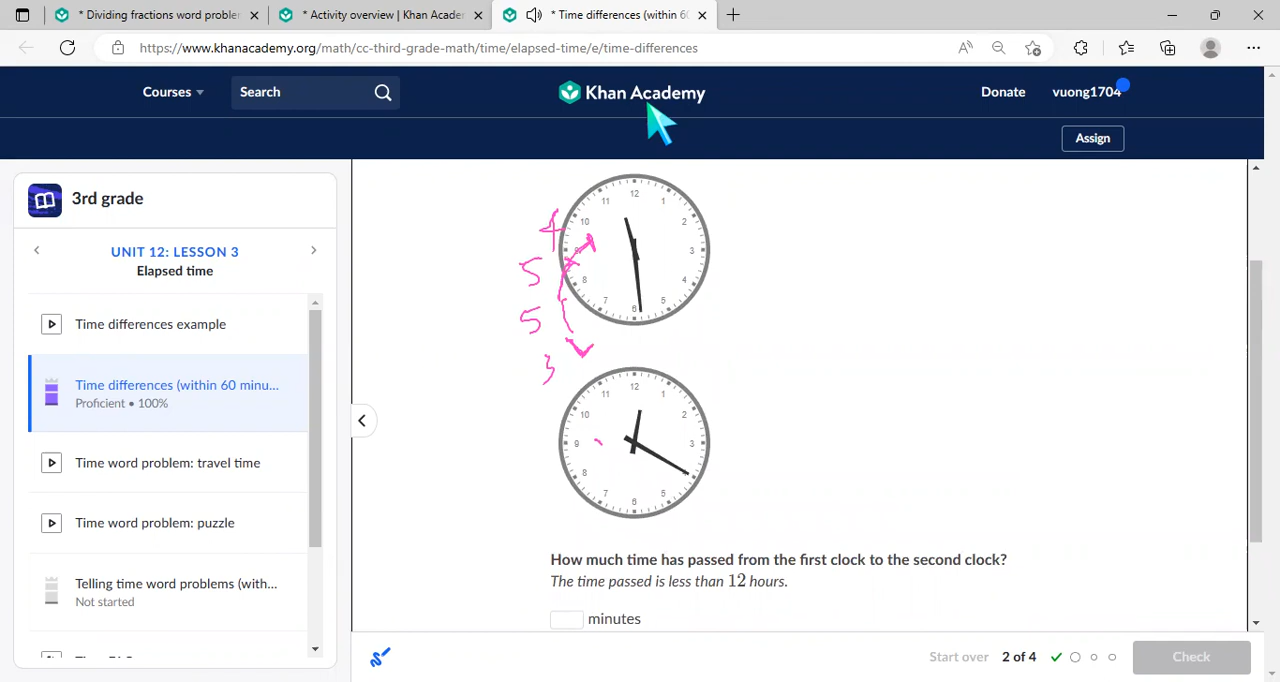 * Dividing fractions word proble
* Activity overview | Khan Acade
* Time differences (within 60
https://www.khanacademy.org/math/cc-third-grade-math/time/elapsed-time/e/time-differences
Courses
Search
Khan Academy
Donate
vuong1704
Assign
3rd grade
UNIT 12: LESSON 3
Elapsed time
Time differences example
Time differences (within 60 minu...
Proficient • 100%
Time word problem: travel time
Time word problem: puzzle
Telling time word problems (with...
Not started
12
11 1
10 2
3
8 4
7 5
6
4
5
5
3
12
11 1
10 2
9 3
8
7 5
6
How much time has passed from the first clock to the second clock?
The time passed is less than 12 hours.
minutes
Start over
2 of 4
Check